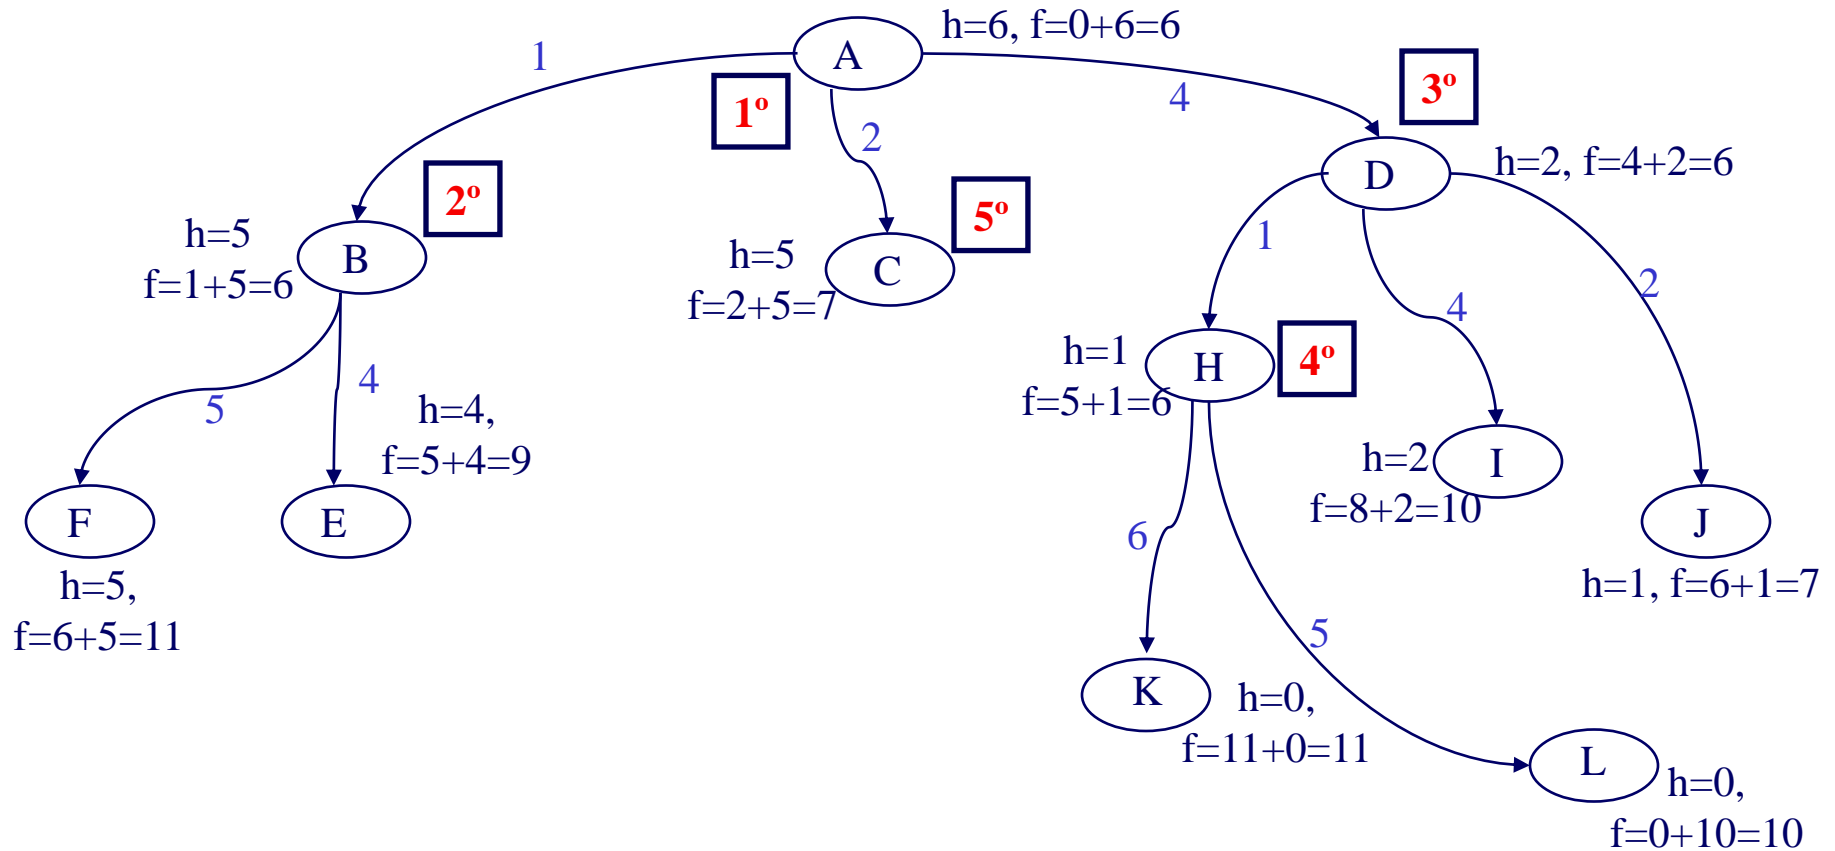 A
h=6, f=0+6=6
1
1º
2
4
3º
D
h=2, f=4+2=6
2º
h=5
f=1+5=6
B
5º
h=5
f=2+5=7
C
1
4
2
5
4
h=4,
f=5+4=9
h=1
f=5+1=6
H
4º
h=2
f=8+2=10
I
F
E
J
h=5,
f=6+5=11
h=1, f=6+1=7
6
5
K
h=0,
f=11+0=11
L
h=0,
f=0+10=10